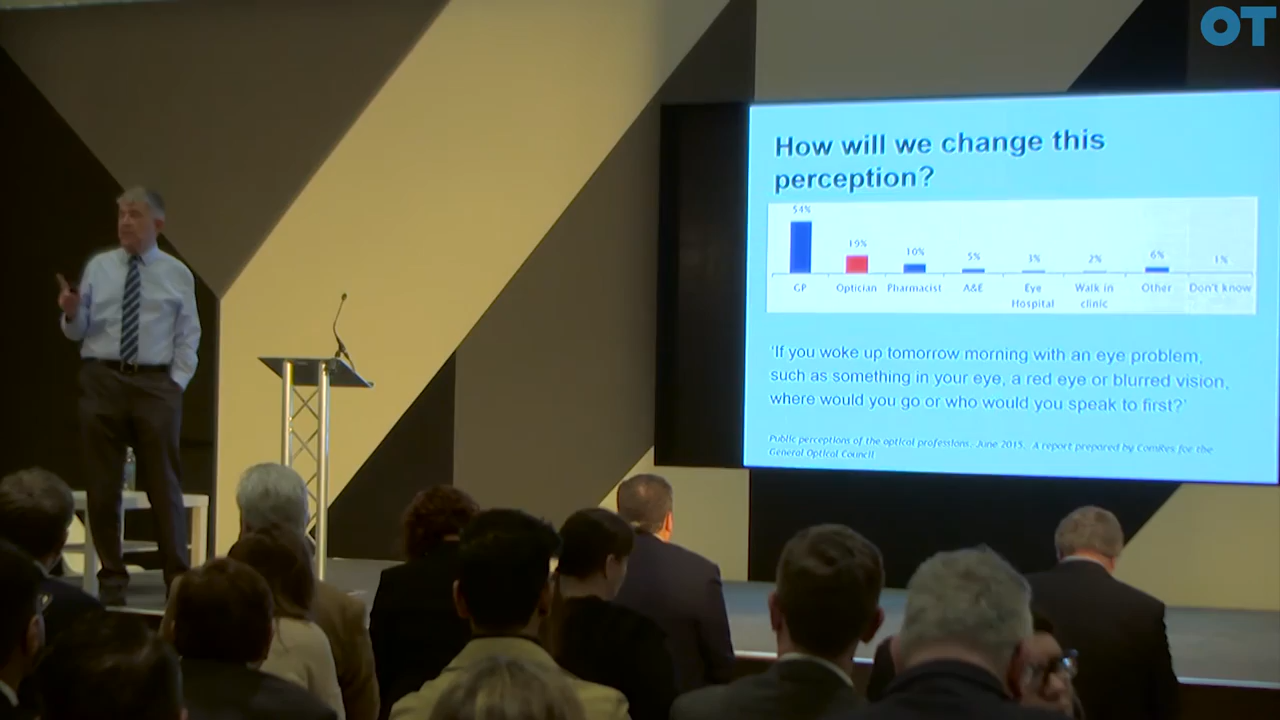 OT
How will we change this
perception?
54%
19%
10%
5%
3%
2%
6%
1%
GP
Optician
Pharmacist
A&E
Eye
Hospital
Walk in
clinic
Other
Don't know
'If you woke up tomorrow morning with an eye problem,
such as something in your eye, a red eye or blurred vision,
where would you go or who would you speak to first?'
Public perceptions of the optical professions. June 2015. A report prepared by ComRes for the
General Optical Council